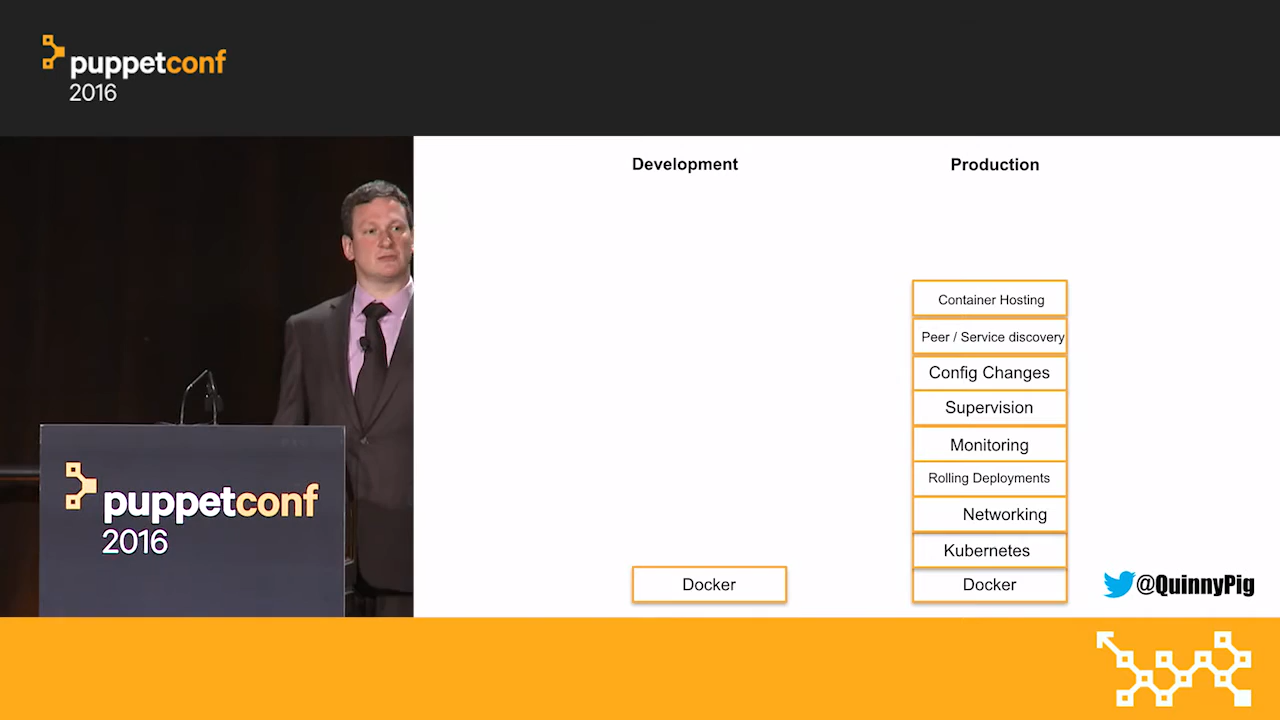 puppetconf
2016
Development
Production
Container Hosting
Peer / Service discovery
Config Changes
Supervision
Monitoring
Rolling Deployments
Networking
Kubernetes
Docker
Docker
@QuinnyPig
puppetconf
2016